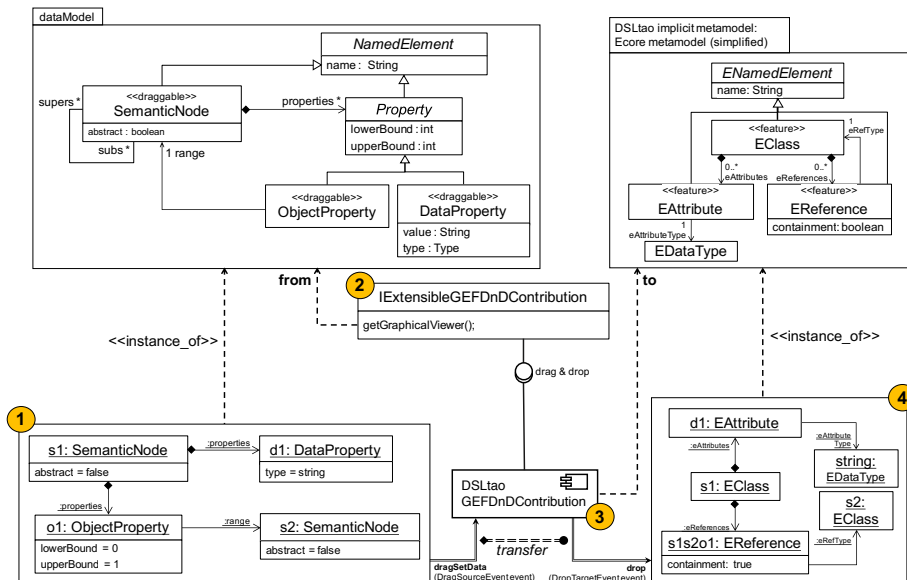 dataModel
NamedElement
name : String
<<draggable>>
SemanticNode
abstract : boolean
supers *
subs *
properties *
Property
lowerBound : int
upperBound : int
1 range
<<draggable>>
ObjectProperty
<<draggable>>
DataProperty
value : String
type : Type
DSLtao implicit metamodel:
Ecore metamodel (simplified)
ENamedElement
name: String
<<feature>>
EClass
1
eRefType
0..*
eAttributes
0..*
eReferences
<<feature>>
EAttribute
<<feature>>
EReference
containment: boolean
1
eAttributeType
EDataType
from
to
2
IExtensibleGEFDnDContribution
getGraphicalViewer();
<<instance_of>>
<<instance_of>>
drag & drop
1
s1: SemanticNode
abstract = false
:properties
d1: DataProperty
type = string
:properties
o1: ObjectProperty
lowerBound = 0
upperBound = 1
:range
s2: SemanticNode
abstract = false
DSLtao
GEFDnDContribution
3
transfer
dragSetData
(DragSourceEvent event)
drop
(DropTargetEvent event)
4
d1: EAttribute
:eAttribute
Type
:eAttributes
string:
EDataType
s1: EClass
s2:
EClass
:eReferences
s1s2o1: EReference
containment: true
:eRefType